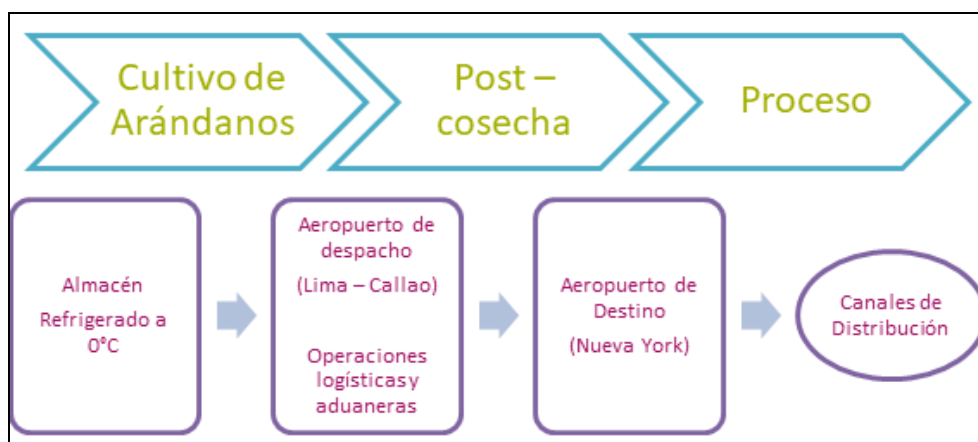 Cultivo de
Arándanos
Post –
cosecha
Proceso
Almacén
Refrigerado a
0°C
Aeropuerto de
despacho
(Lima – Callao)
Operaciones
logísticas y
aduaneras
Aeropuerto de
Destino
(Nueva York)
Canales de
Distribución